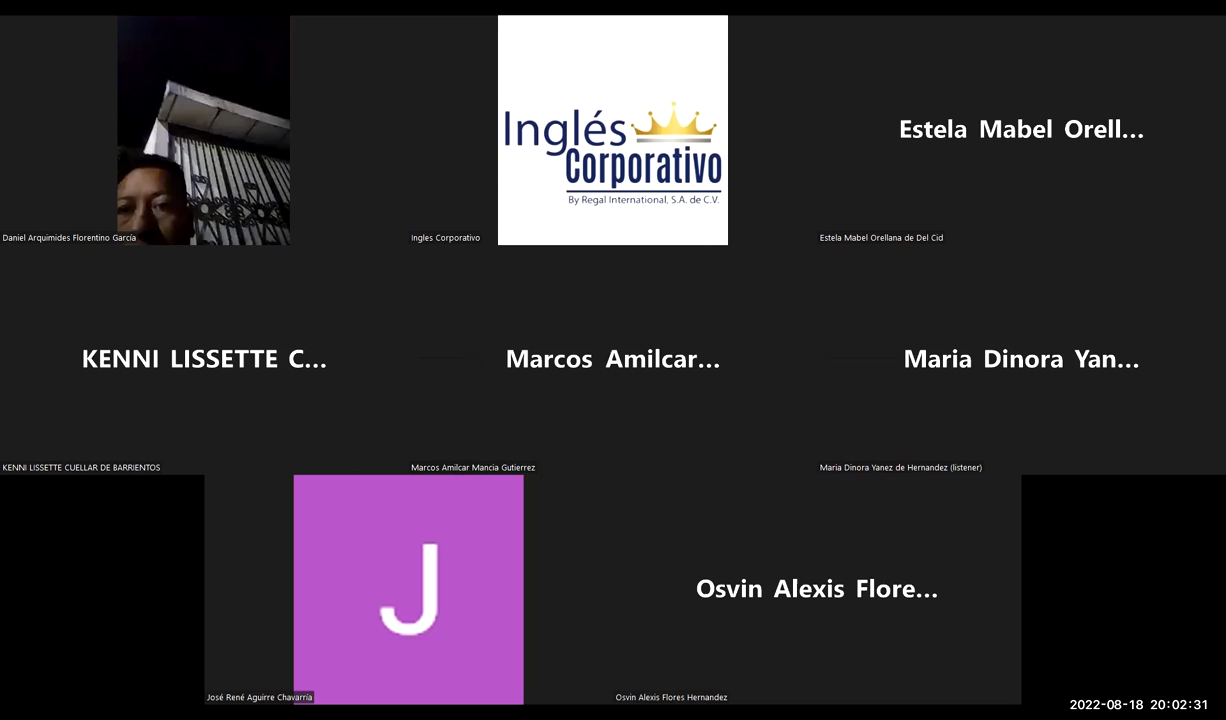 Inglés
Corporativo
By Regal International, S.A. de C.V.
Estela Mabel Orell...
Daniel Arquimides Florentino García
Ingles Corporativo
Estela Mabel Orellana de Del Cid
KENNI LISSETTE C...
Marcos Amilcar...
Maria Dinora Yan...
KENNI LISSETTE CUELLAR DE BARRIENTOS
Marcos Amilcar Mancia Gutierrez
Maria Dinora Yanez de Hernandez (listener)
J
Osvin Alexis Flore...
José René Aguirre Chavarría
Osvin Alexis Flores Hernandez
2022-08-18 20:02:31